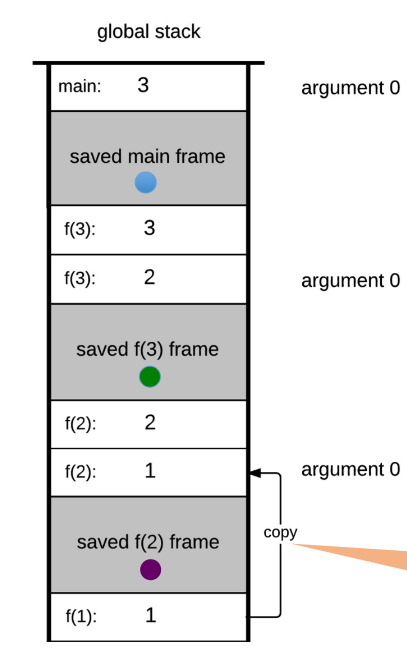 global stack
main: 3 argument 0
saved main frame
f(3): 3
f(3): 2 argument 0
saved f(3) frame
f(2): 2
f(2): 1 argument 0
copy
saved f(2) frame
f(1): 1